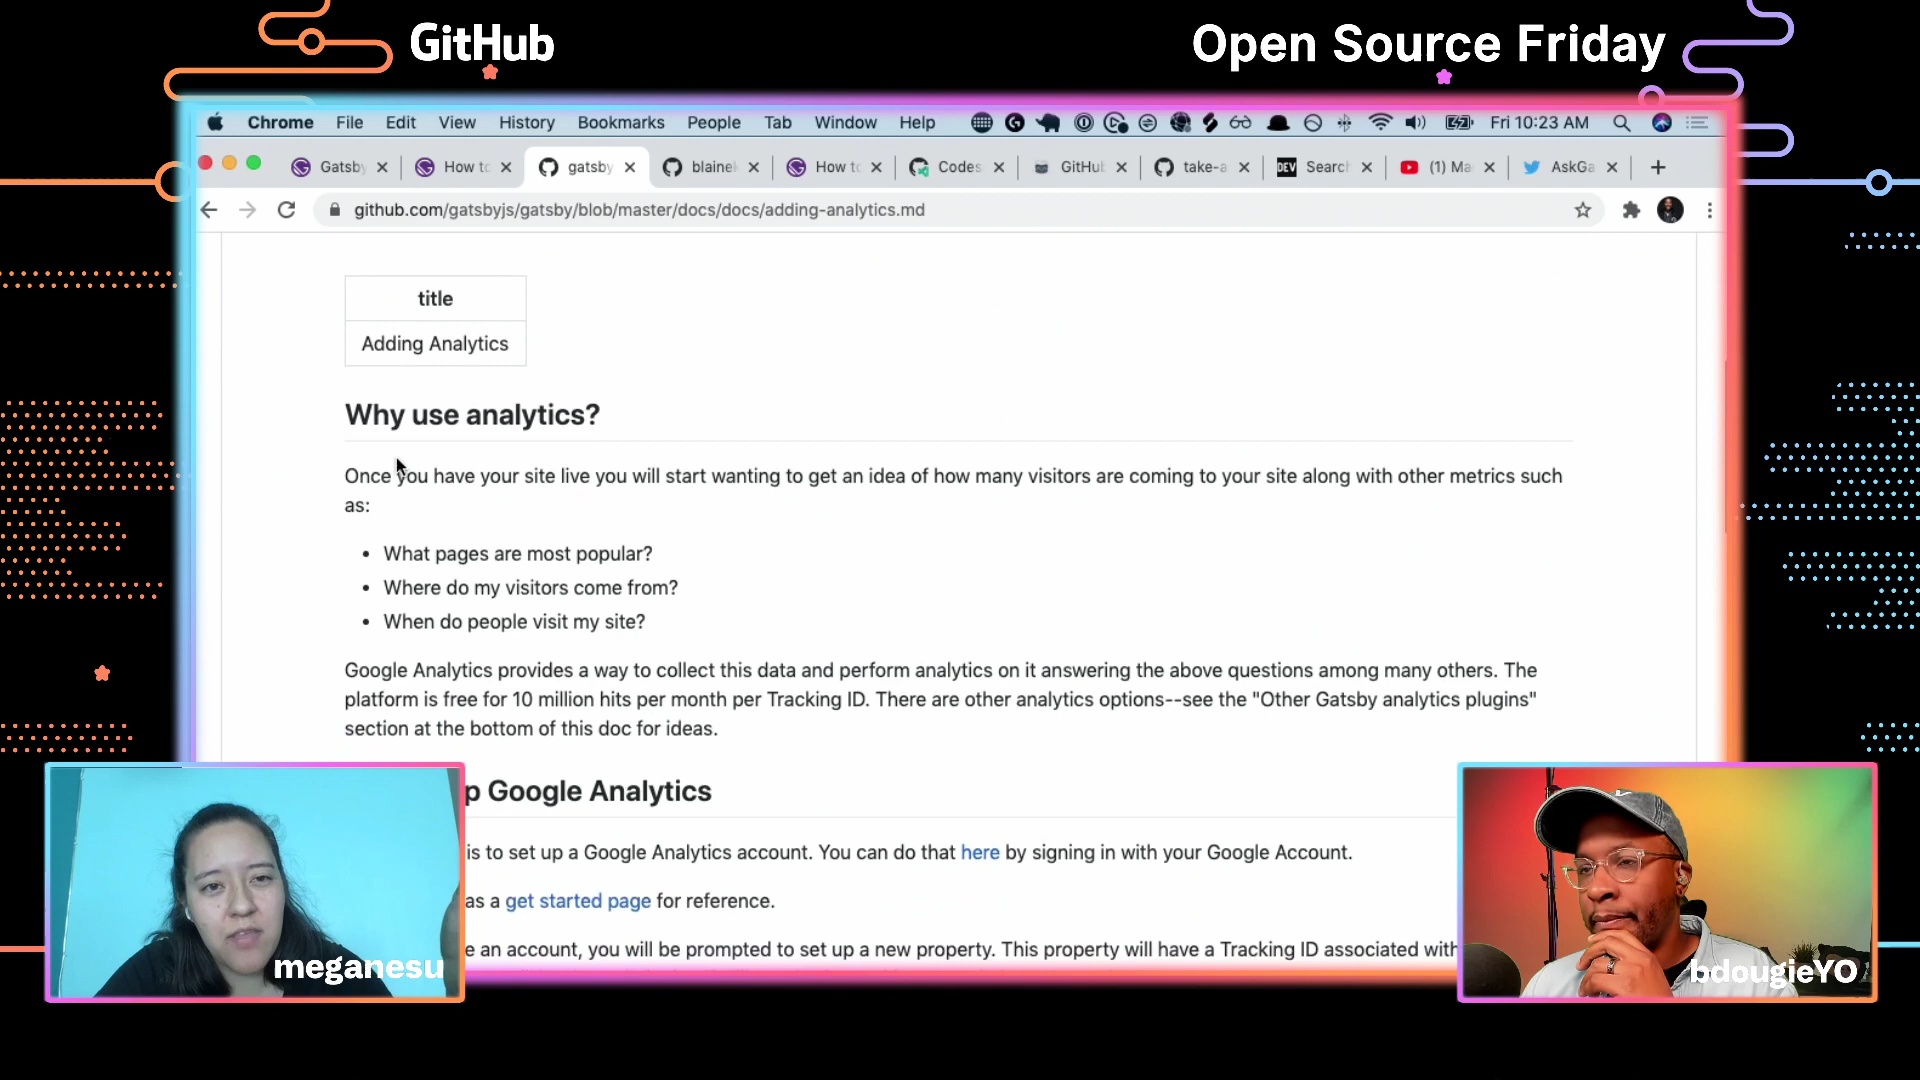 GitHub
Open Source Friday
Chrome File Edit View History Bookmarks People Tab Window Help Fri 10:23 AM
Gatsby How to gatsby blainek How to Codes GitHub take-a DEV Search (1) Ma AskGa
github.com/gatsbyjs/gatsby/blob/master/docs/docs/adding-analytics.md
title
Adding Analytics
Why use analytics?
Once you have your site live you will start wanting to get an idea of how many visitors are coming to your site along with other metrics such
as:
• What pages are most popular?
• Where do my visitors come from?
• When do people visit my site?
Google Analytics provides a way to collect this data and perform analytics on it answering the above questions among many others. The
platform is free for 10 million hits per month per Tracking ID. There are other analytics options--see the "Other Gatsby analytics plugins"
section at the bottom of this doc for ideas.
p Google Analytics
is to set up a Google Analytics account. You can do that here by signing in with your Google Account.
as a get started page for reference.
e an account, you will be prompted to set up a new property. This property will have a Tracking ID associated with
meganesu
bdougieYO